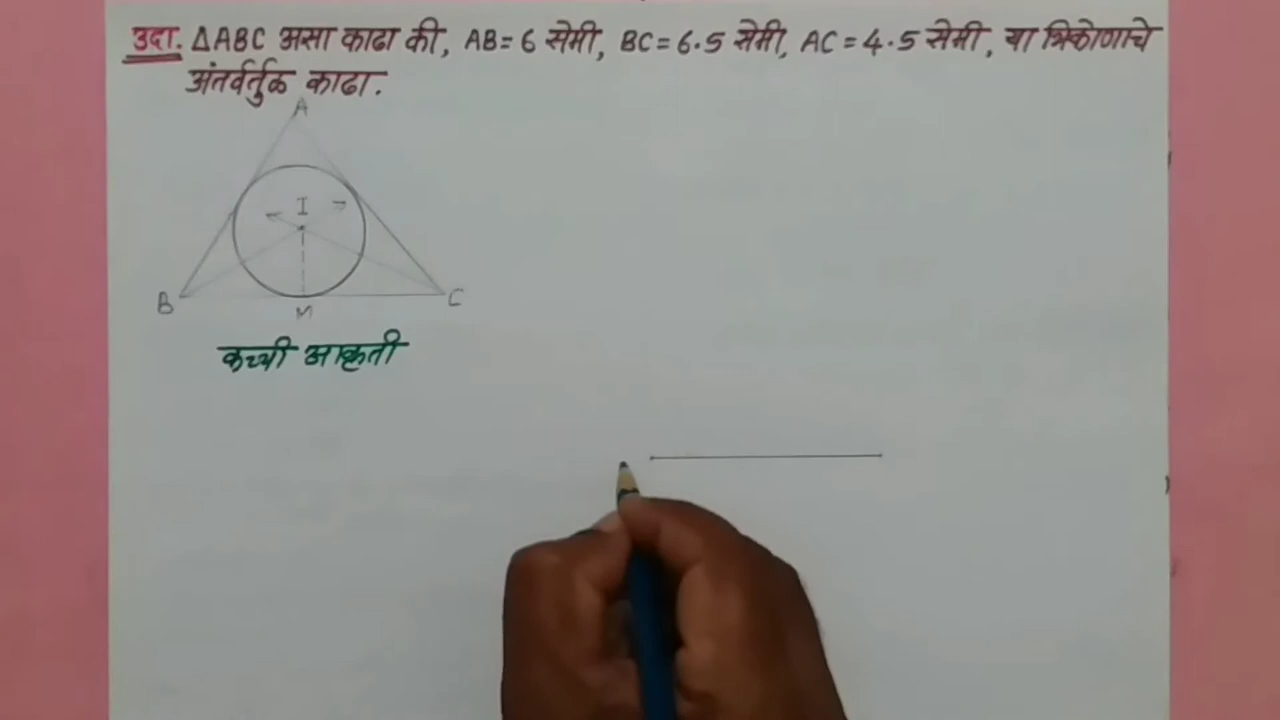 उदा. ΔABC असा काढा की, AB = 6 सेमी, BC = 6.5 सेमी, AC = 4.5 सेमी, या त्रिकोणाचे
अंतर्वर्तुळ काढा.
A
I
B
C
M
कच्ची आकृती